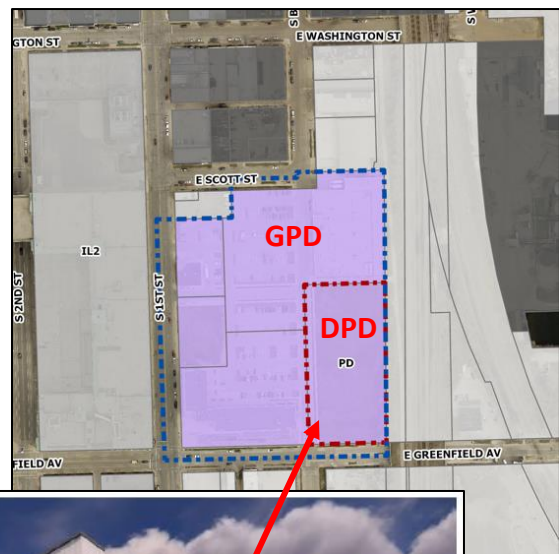 GTON ST
S B
E WASHINGTON ST
S W
E SCOTT ST
GPD
IL2
S 2ND ST
S 1ST ST
DPD
PD
FIELD AV
E GREENFIELD AV